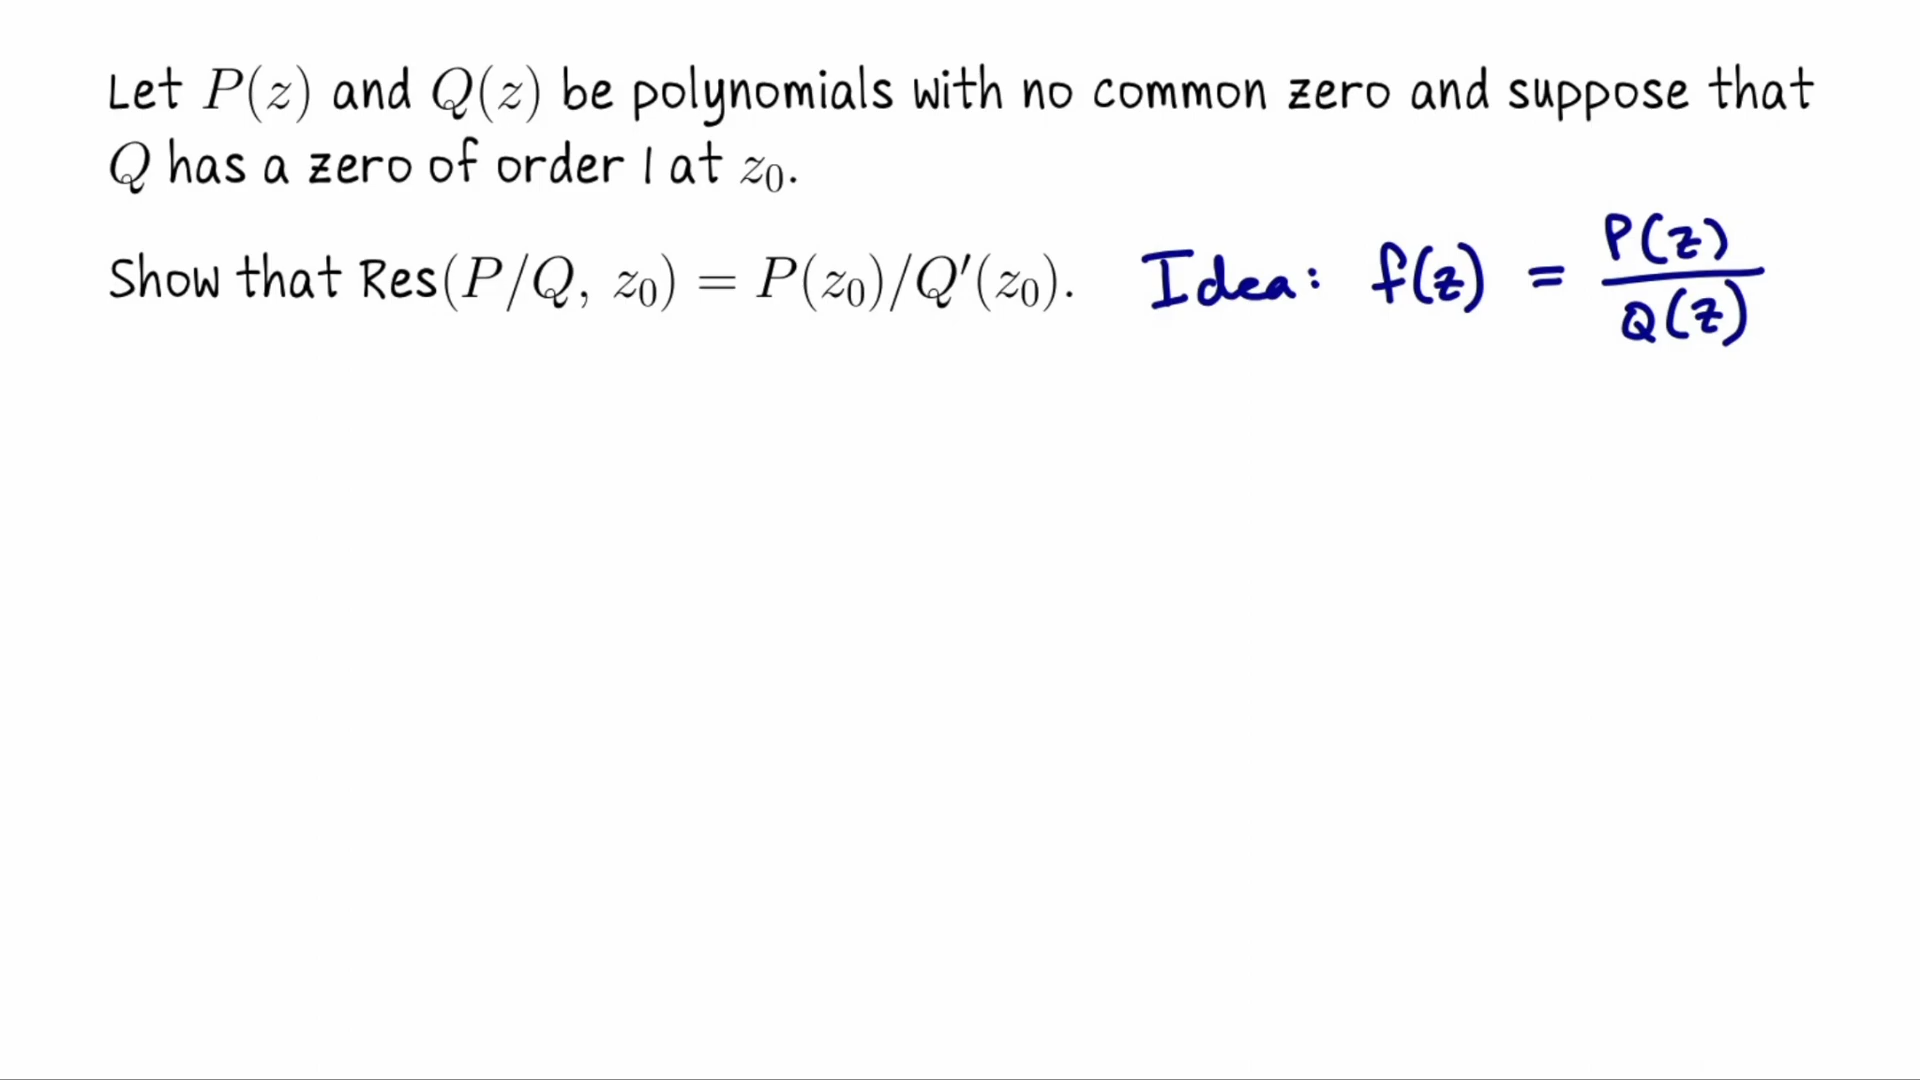 Let P(z) and Q(z) be polynomials with no common zero and suppose that
Q has a zero of order 1 at z₀.
Show that Res(P/Q, z₀) = P(z₀)/Q′(z₀). Idea: f(z) = P(z)/Q(z)